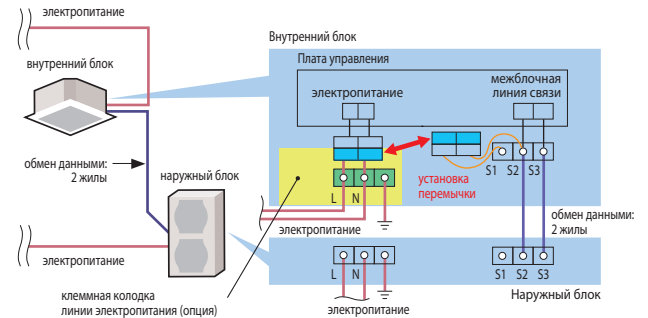 электропитание
внутренний блок
обмен данными:
2 жилы
наружный блок
электропитание
клеммная колодка
линии электропитания (опция)
Внутренний блок
Плата управления
электропитание
межблочная
линия связи
S1 S2 S3
установка
перемычки
L N
электропитание
обмен данными:
2 жилы
L N
S1 S2 S3
Наружный блок
электропитание